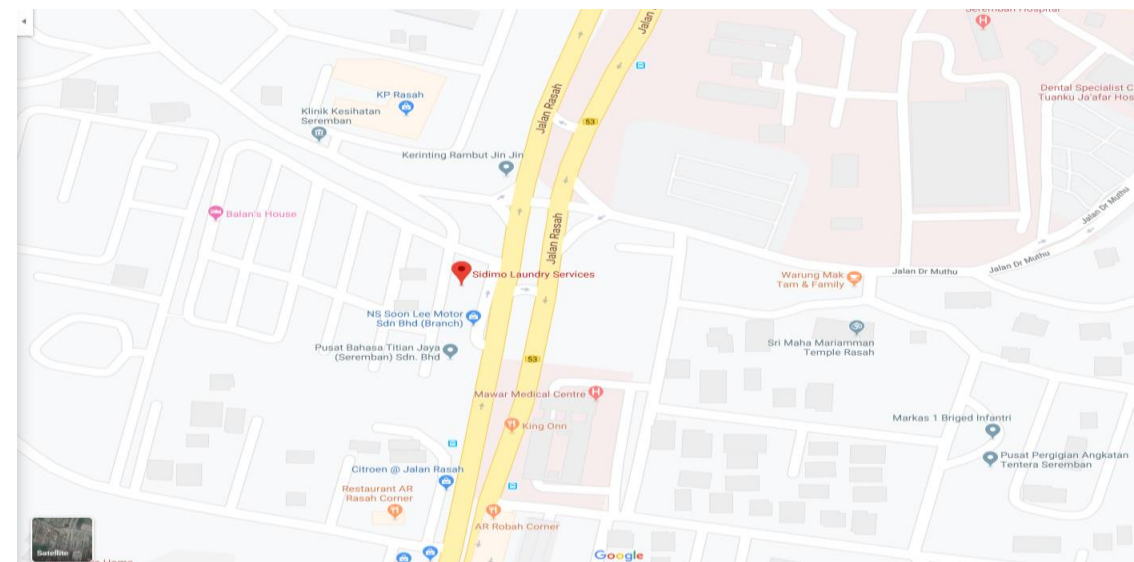 Seremban Hospital
Jalan
Dental Specialist C
Tuanku Ja'afar Hos
KP Rasah
Klinik Kesihatan
Seremban
Jalan Rasah
53
Kerinting Rambut Jin Jin
Balan's House
Jalan Dr Muthu
Jalan Rasah
Sidimo Laundry Services
Warung Mak
Tam & Family
Jalan Dr Muthu
Jalan Dr Muthu
NS Soon Lee Motor
Sdn Bhd (Branch)
Sri Maha Mariamman
Temple Rasah
Pusat Bahasa Titian Jaya
(Seremban) Sdn. Bhd
53
Mawar Medical Centre
King Onn
Markas 1 Briged Infantri
Pusat Pergigian Angkatan
Tentera Seremban
Citroen @ Jalan Rasah
Restaurant AR
Rasah Corner
AR Robah Corner
Satellite
Google
Home